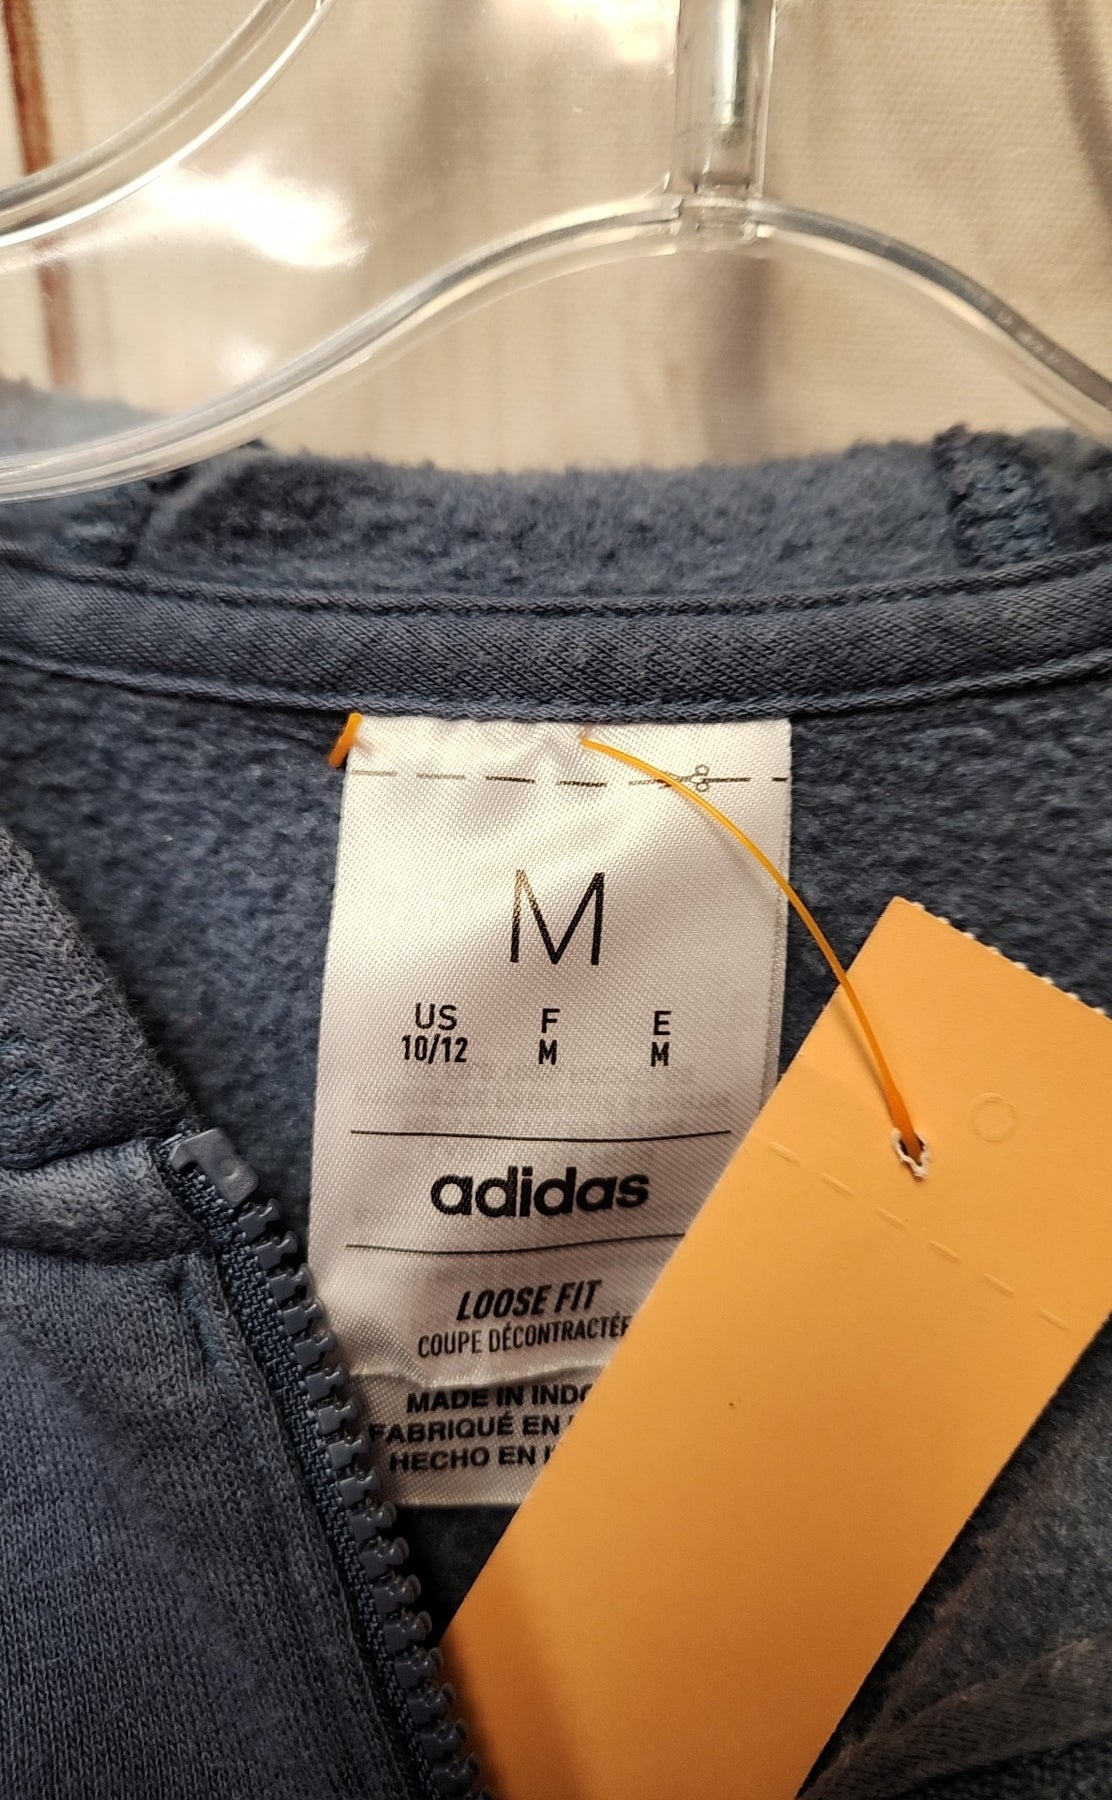 M
US F E
10/12 M M
adidas
LOOSE FIT
COUPE DÉCONTRACTÉE
MADE IN INDO
FABRIQUÉ EN
HECHO EN